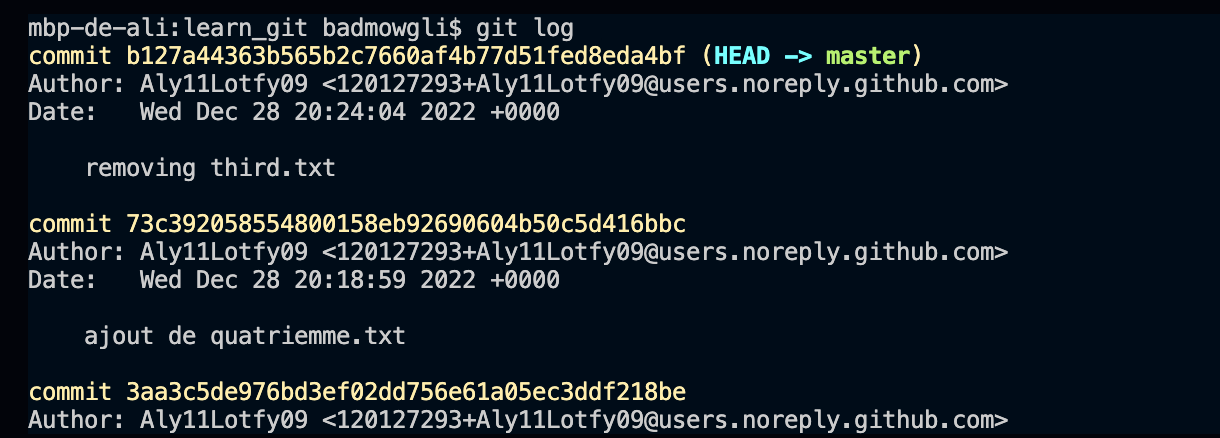 mbp-de-ali:learn_git badmowgli$ git log
commit b127a44363b565b2c7660af4b77d51fed8eda4bf (HEAD -> master)
Author: Aly11Lotfy09 <120127293+Aly11Lotfy09@users.noreply.github.com>
Date:   Wed Dec 28 20:24:04 2022 +0000
removing third.txt
commit 73c392058554800158eb92690604b50c5d416bbc
Author: Aly11Lotfy09 <120127293+Aly11Lotfy09@users.noreply.github.com>
Date:   Wed Dec 28 20:18:59 2022 +0000
ajout de quatriemme.txt
commit 3aa3c5de976bd3ef02dd756e61a05ec3ddf218be
Author: Aly11Lotfy09 <120127293+Aly11Lotfy09@users.noreply.github.com>